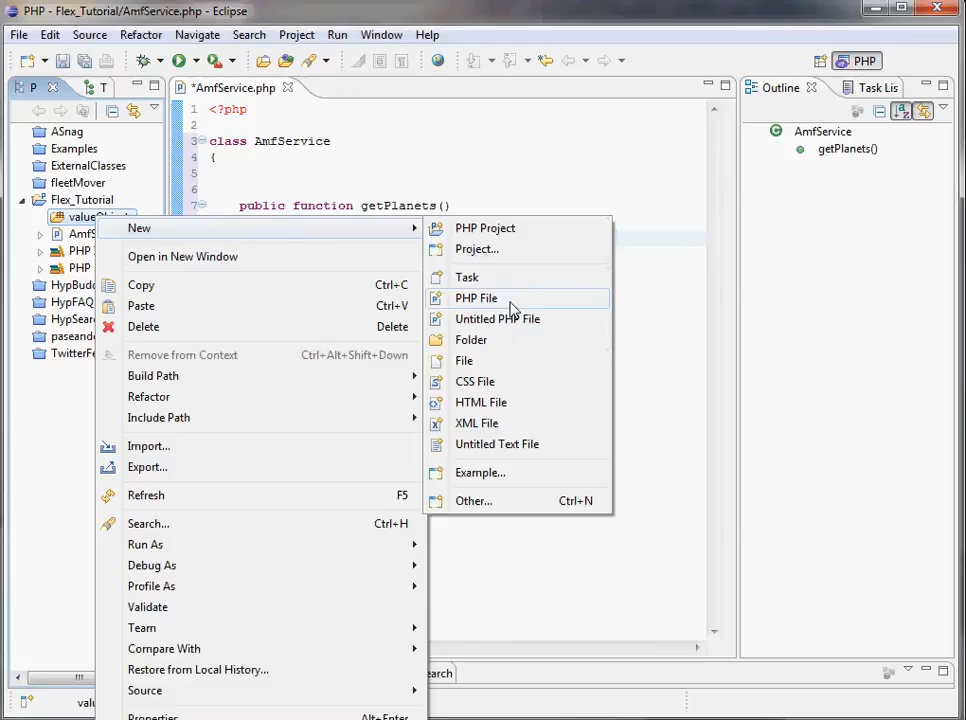 PHP - Flex_Tutorial/AmfService.php - Eclipse
File Edit Source Refactor Navigate Search Project Run Window Help
PHP
P T *AmfService.php Outline Task Lis
1 <?php
2
3 class AmfService
4 {
5
6
7 public function getPlanets()
ASnag
Examples
ExternalClasses
fleetMover
Flex_Tutorial
AmfS
PHP
PHP
HypBud
HypFAQ
HypSear
paseand
TwitterFe
AmfService
getPlanets()
New
Open in New Window
Copy Ctrl+C
Paste Ctrl+V
Delete Delete
Remove from Context Ctrl+Alt+Shift+Down
Build Path
Refactor
Include Path
Import...
Export...
Refresh F5
Search... Ctrl+H
Run As
Debug As
Profile As
Validate
Team
Compare With
Restore from Local History...
Source
Properties Alt+Enter
PHP Project
Project...
Task
PHP File
Untitled PHP File
Folder
File
CSS File
HTML File
XML File
Untitled Text File
Example...
Other... Ctrl+N
earch
valu